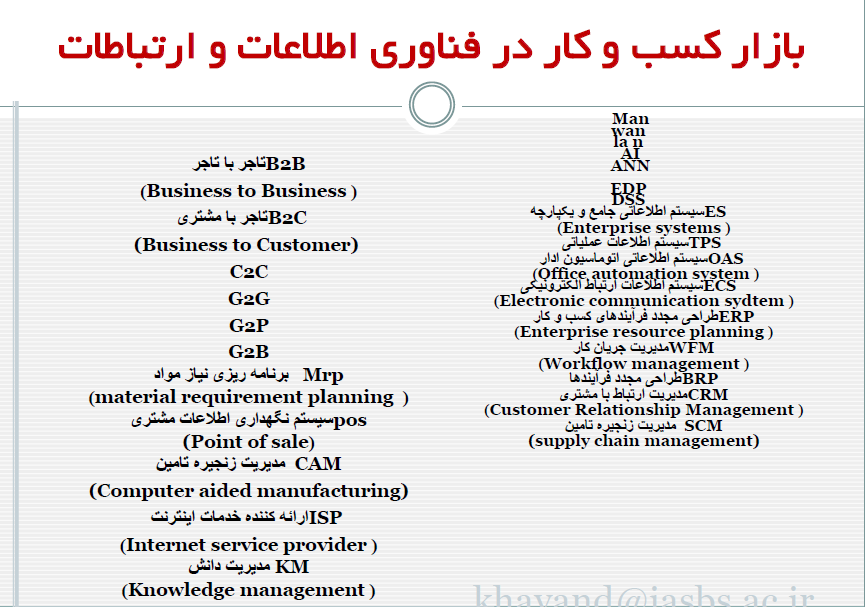 بازار کسب و کار در فناوری اطلاعات و ارتباطات
Man
wan
la n
AI
ANN
EDP
DSS
ESسیستم اطلاعاتی جامع و یکپارچه
(Enterprise systems )
TPSسیستم اطلاعات عملیاتی
OASسیستم اطلاعاتی اتوماسیون ادار
(Office automation system )
ECSسیستم اطلاعات ارتباط الکترونیکی
(Electronic communication sydtem )
ERPطراحی مجدد فرآیندهای کسب و کار
(Enterprise resource planning )
WFMمدیریت جریان کار
(Workflow management )
BRPطراحی مجدد فرآیندها
CRMمدیریت ارتباط با مشتری
(Customer Relationship Management )
SCM مدیریت زنجیره تامین
(supply chain management)
B2Bتاجر با تاجر
(Business to Business )
B2Cتاجر با مشتری
(Business to Customer)
C2C
G2G
G2P
G2B
Mrp برنامه ریزی نیاز مواد
(material requirement planning )
posسیستم نگهداری اطلاعات مشتری
(Point of sale)
CAM مدیریت زنجیره تامین
(Computer aided manufacturing)
ISPارائه کننده خدمات اینترنت
(Internet service provider )
KM مدیریت دانش
(Knowledge management )
khayand@iasbs.ac.ir